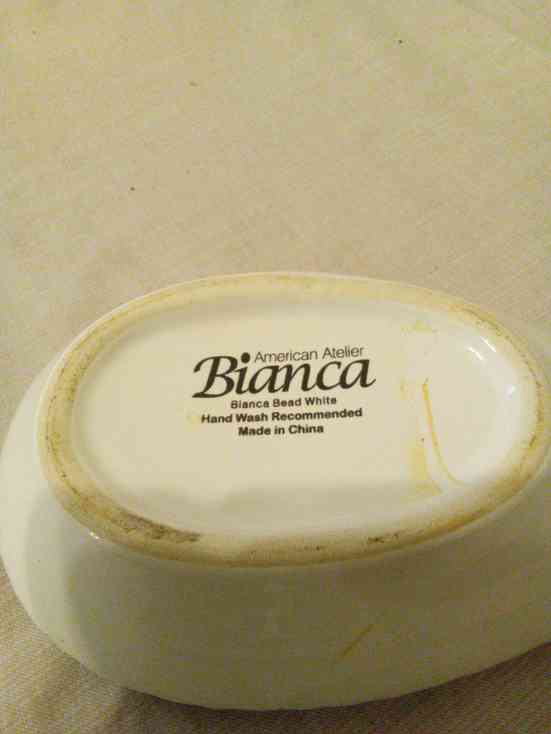 American Atelier
Bianca
Bianca Bead White
Hand Wash Recommended
Made in China